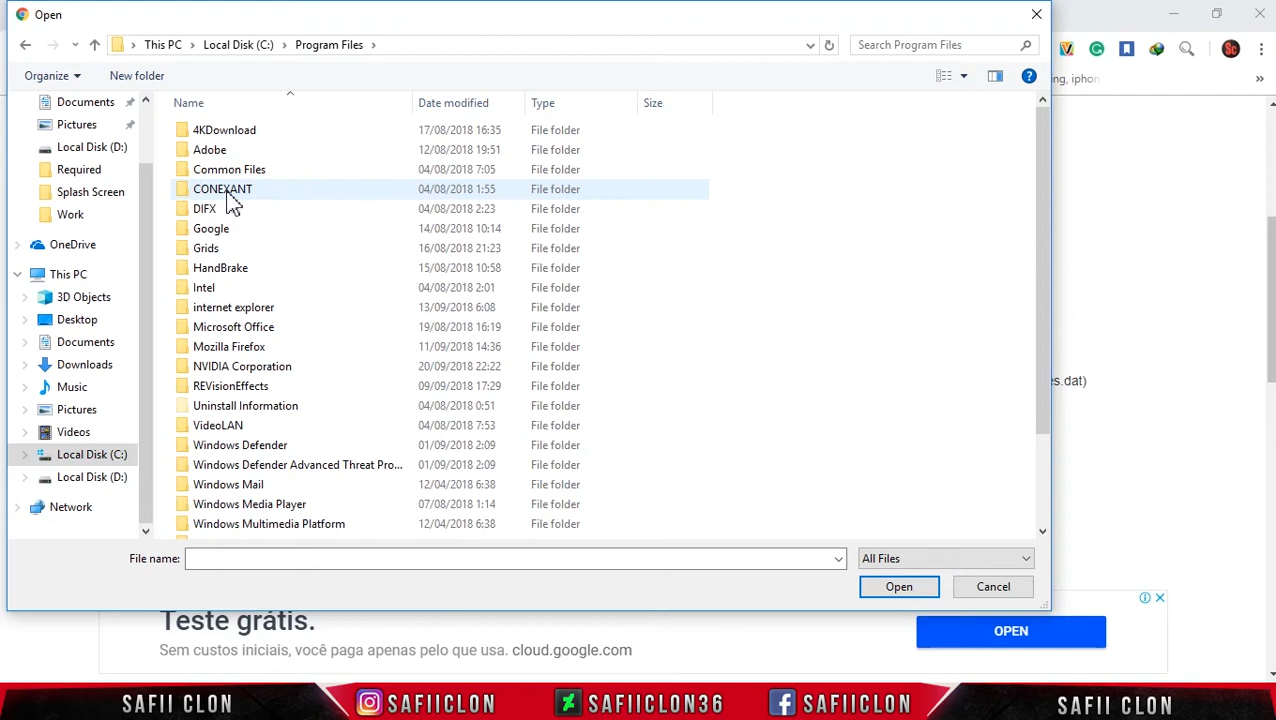 Open
This PC > Local Disk (C:) > Program Files >
Search Program Files
Organize
New folder
ing, iphon
»
Name
Date modified
Type
Size
Documents
Pictures
Local Disk (D:)
Required
Splash Screen
Work
OneDrive
This PC
3D Objects
Desktop
Documents
Downloads
Music
Pictures
Videos
Local Disk (C:)
Local Disk (D:)
Network
4KDownload 17/08/2018 16:35 File folder
Adobe 12/08/2018 19:51 File folder
Common Files 04/08/2018 7:05 File folder
CONEXANT 04/08/2018 1:55 File folder
DIFX 04/08/2018 2:23 File folder
Google 14/08/2018 10:14 File folder
Grids 16/08/2018 21:23 File folder
HandBrake 15/08/2018 10:58 File folder
Intel 04/08/2018 2:01 File folder
internet explorer 13/09/2018 6:08 File folder
Microsoft Office 19/08/2018 16:19 File folder
Mozilla Firefox 11/09/2018 14:36 File folder
NVIDIA Corporation 20/09/2018 22:22 File folder
REVisionEffects 09/09/2018 17:29 File folder
Uninstall Information 04/08/2018 0:51 File folder
VideoLAN 04/08/2018 7:53 File folder
Windows Defender 01/09/2018 2:09 File folder
Windows Defender Advanced Threat Pro... 01/09/2018 2:09 File folder
Windows Mail 12/04/2018 6:38 File folder
Windows Media Player 07/08/2018 1:14 File folder
Windows Multimedia Platform 12/04/2018 6:38 File folder
es.dat)
File name:
All Files
Open
Cancel
Teste grátis.
Sem custos iniciais, você paga apenas pelo que usa. cloud.google.com
OPEN
SAFII CLON
SAFIICLON
SAFIICLON36
SAFIICLON
SAFII CLON